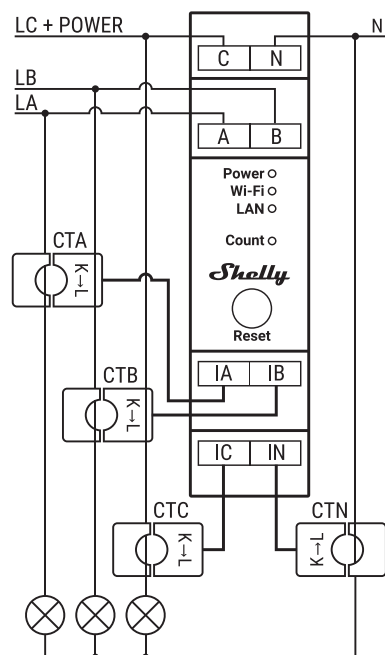 LC + POWER N
C N
LB
LA
A B
Power
Wi-Fi
LAN
Count
CTA
K→L
Shelly
Reset
IA IB
CTB
K→L
IC IN
CTC CTN
K→L K→L